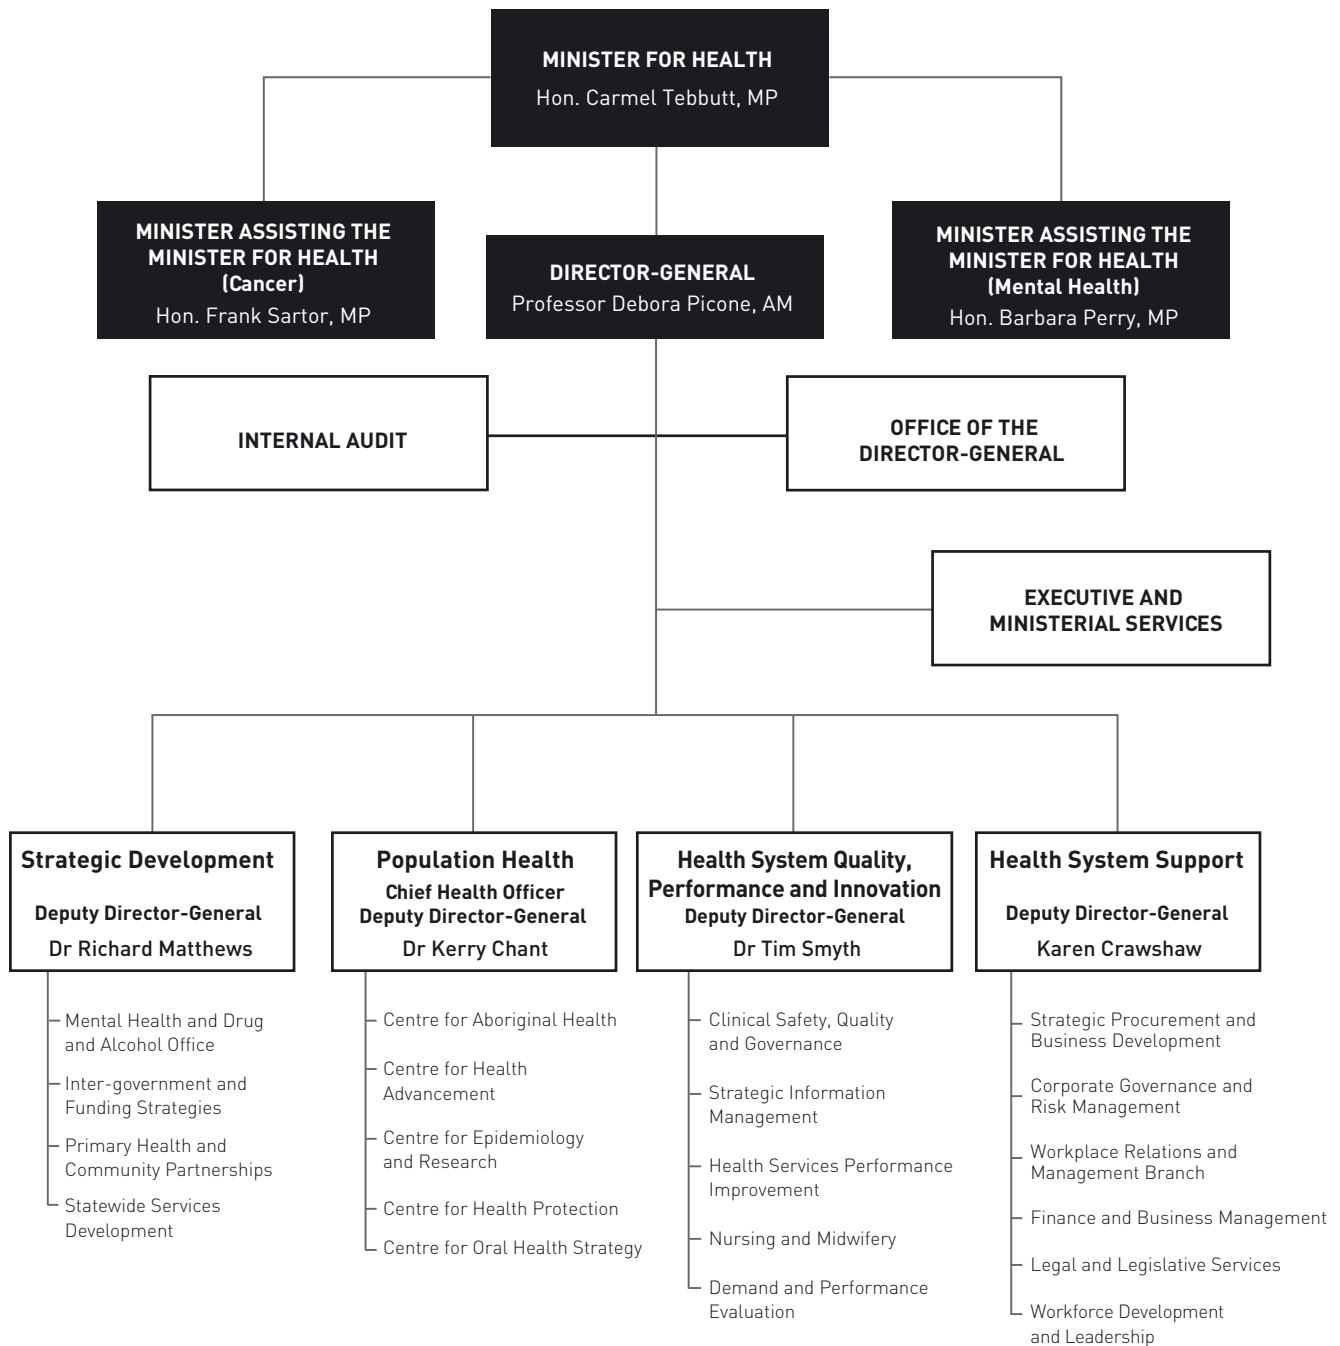 MINISTER FOR HEALTH
Hon. Carmel Tebbutt, MP
MINISTER ASSISTING THE
MINISTER FOR HEALTH
(Cancer)
Hon. Frank Sartor, MP
DIRECTOR-GENERAL
Professor Debora Picone, AM
MINISTER ASSISTING THE
MINISTER FOR HEALTH
(Mental Health)
Hon. Barbara Perry, MP
INTERNAL AUDIT
OFFICE OF THE
DIRECTOR-GENERAL
EXECUTIVE AND
MINISTERIAL SERVICES
Strategic Development
Deputy Director-General
Dr Richard Matthews
Mental Health and Drug
and Alcohol Office
Inter-government and
Funding Strategies
Primary Health and
Community Partnerships
Statewide Services
Development
Population Health
Chief Health Officer
Deputy Director-General
Dr Kerry Chant
Centre for Aboriginal Health
Centre for Health
Advancement
Centre for Epidemiology
and Research
Centre for Health Protection
Centre for Oral Health Strategy
Health System Quality,
Performance and Innovation
Deputy Director-General
Dr Tim Smyth
Clinical Safety, Quality
and Governance
Strategic Information
Management
Health Services Performance
Improvement
Nursing and Midwifery
Demand and Performance
Evaluation
Health System Support
Deputy Director-General
Karen Crawshaw
Strategic Procurement and
Business Development
Corporate Governance and
Risk Management
Workplace Relations and
Management Branch
Finance and Business Management
Legal and Legislative Services
Workforce Development
and Leadership